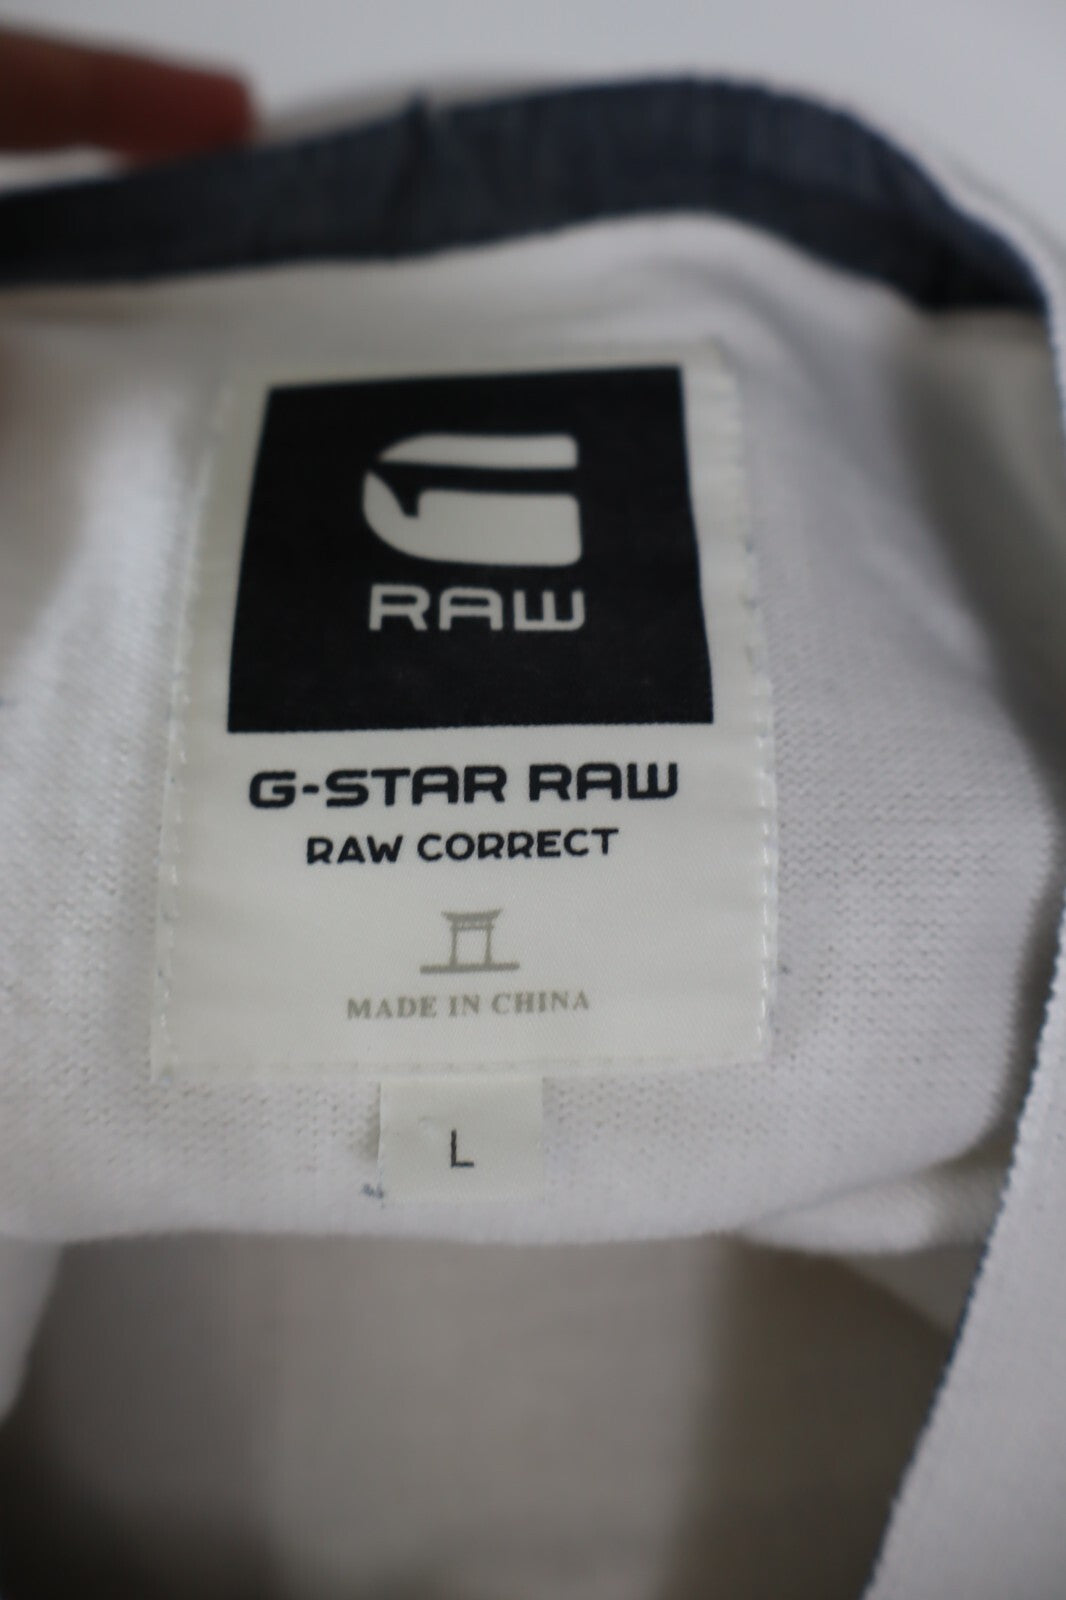 RAW
G-STAR RAW
RAW CORRECT
MADE IN CHINA
L